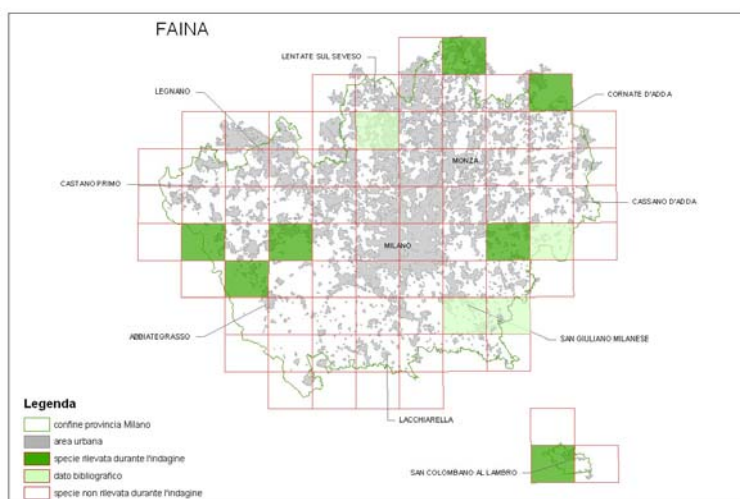 FAINA
LENTATE SUL SEVESO
LEGNANO
CORNATE D'ADDA
MONZA
CASTANO PRIMO
CASSANO D'ADDA
MILANO
ABBIATEGRASSO
SAN GIULIANO MILANESE
LACCHIARELLA
SAN COLOMBANO AL LAMBRO
Legenda
confine provincia Milano
area urbana
specie rilevata durante l'indagine
dato bibliografico
specie non rilevata durante l'indagine